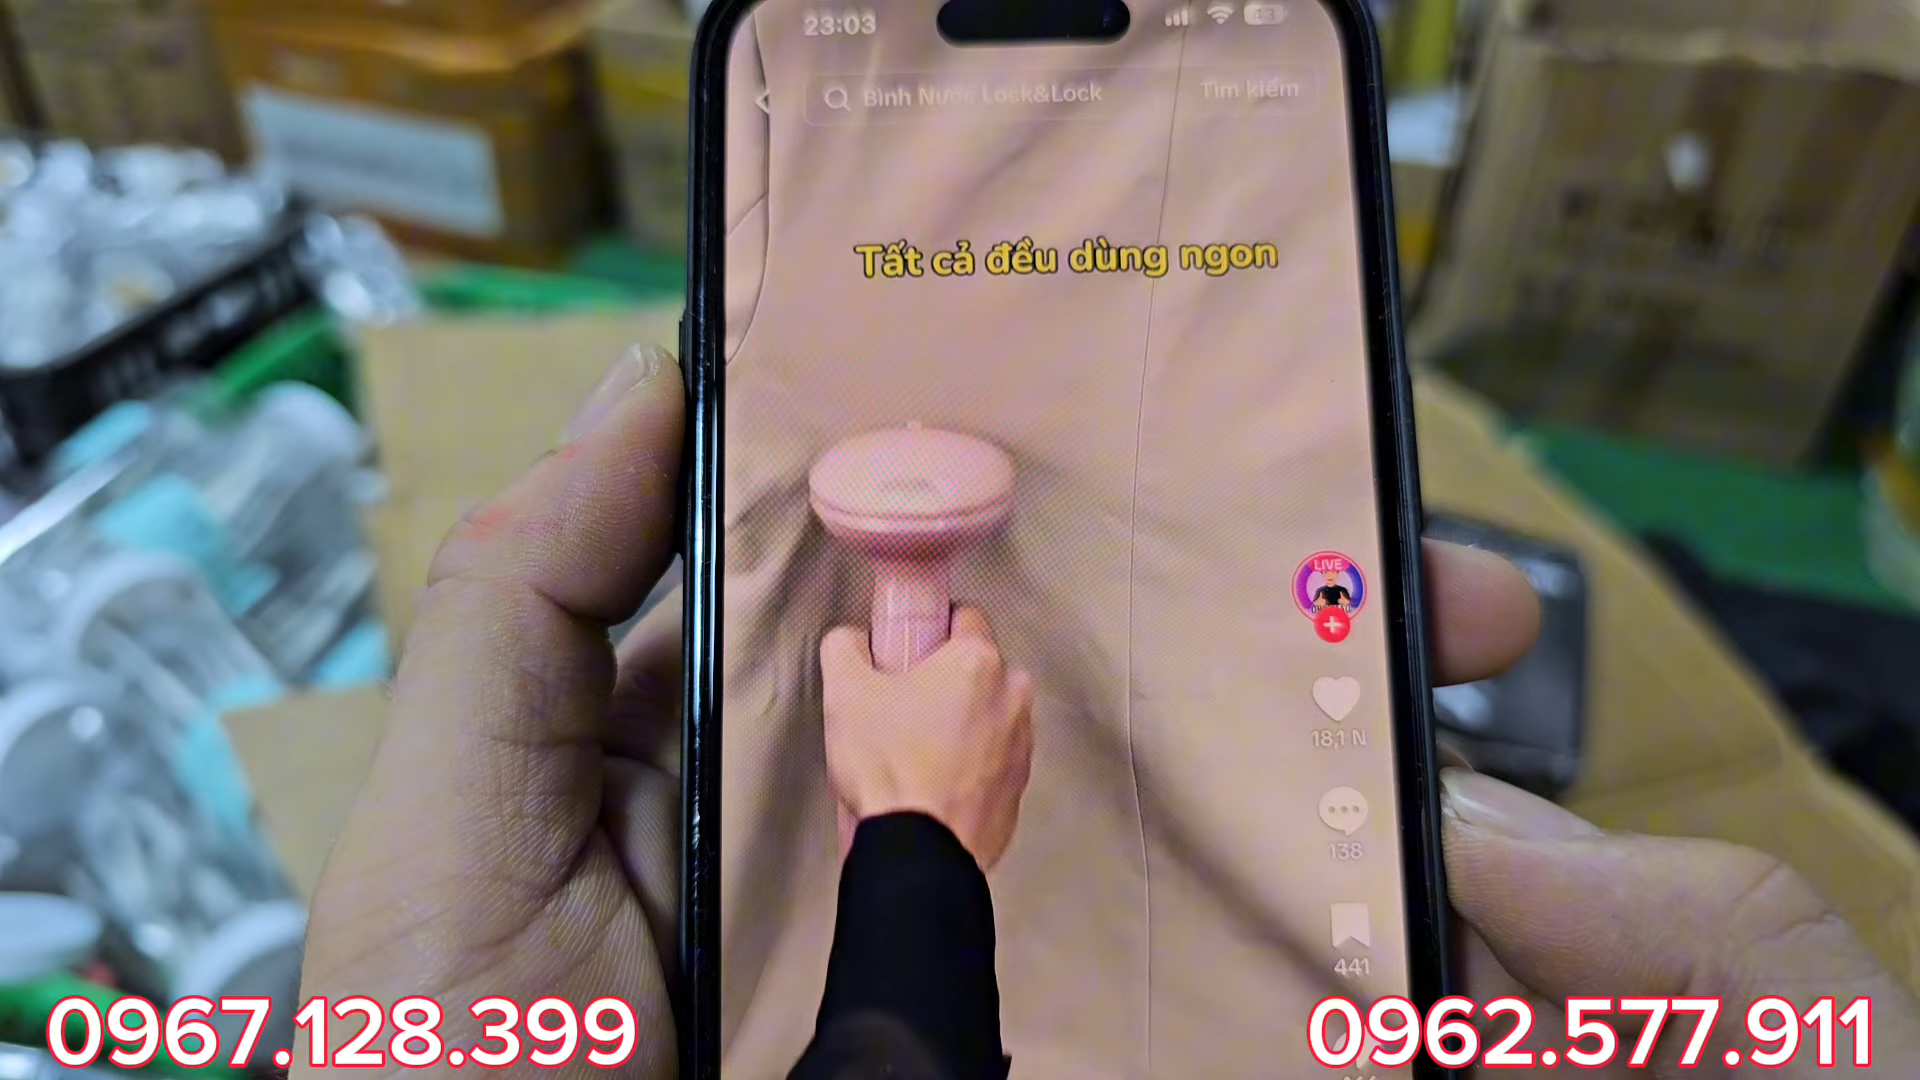 23:03
43
Bình Nước Lock&Lock
Tìm kiếm
Tất cả đều dùng ngon
LIVE
18,1 N
138
441
0967.128.399
0962.577.911